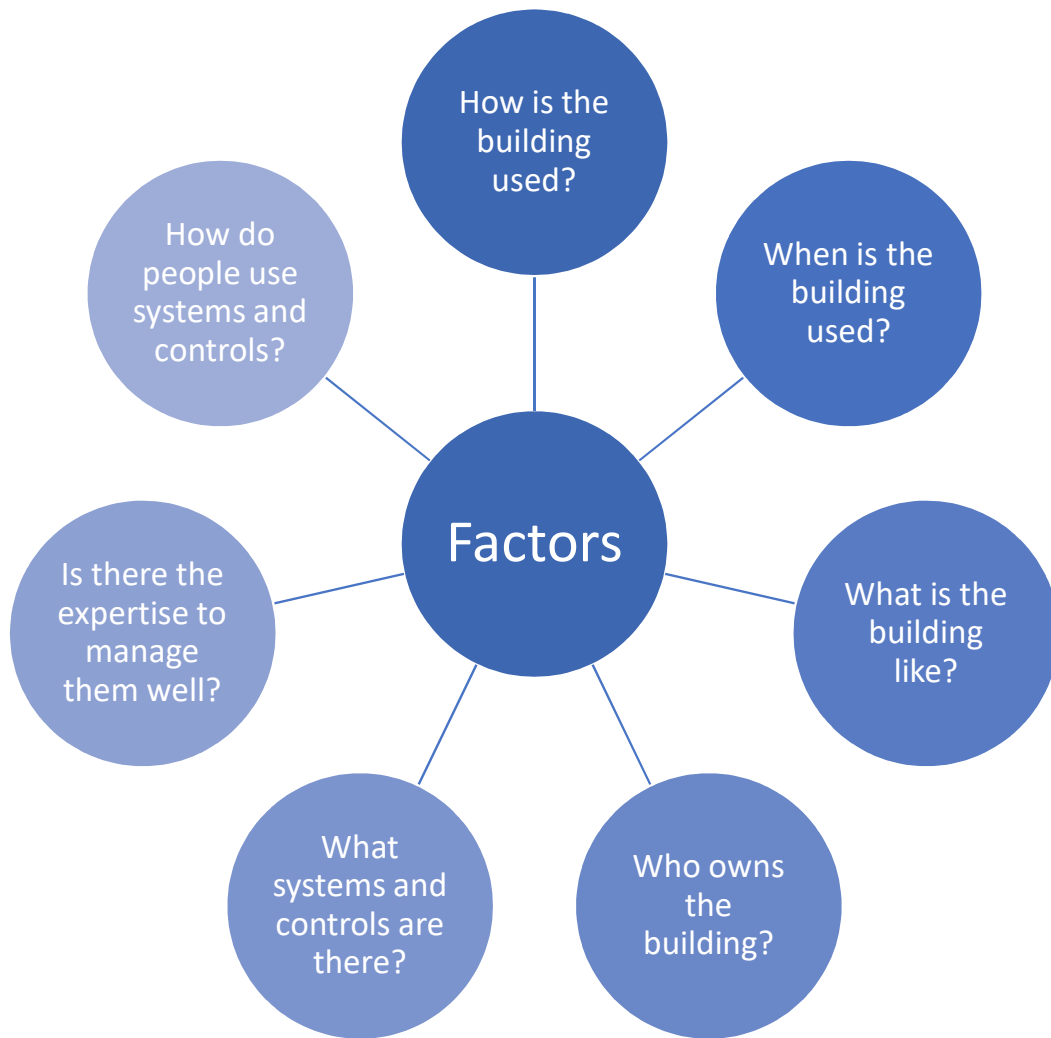 How is the
building
used?
When is the
building
used?
What is the
building
like?
Who owns
the
building?
What
systems and
controls are
there?
Is there the
expertise to
manage
them well?
How do
people use
systems and
controls?
Factors